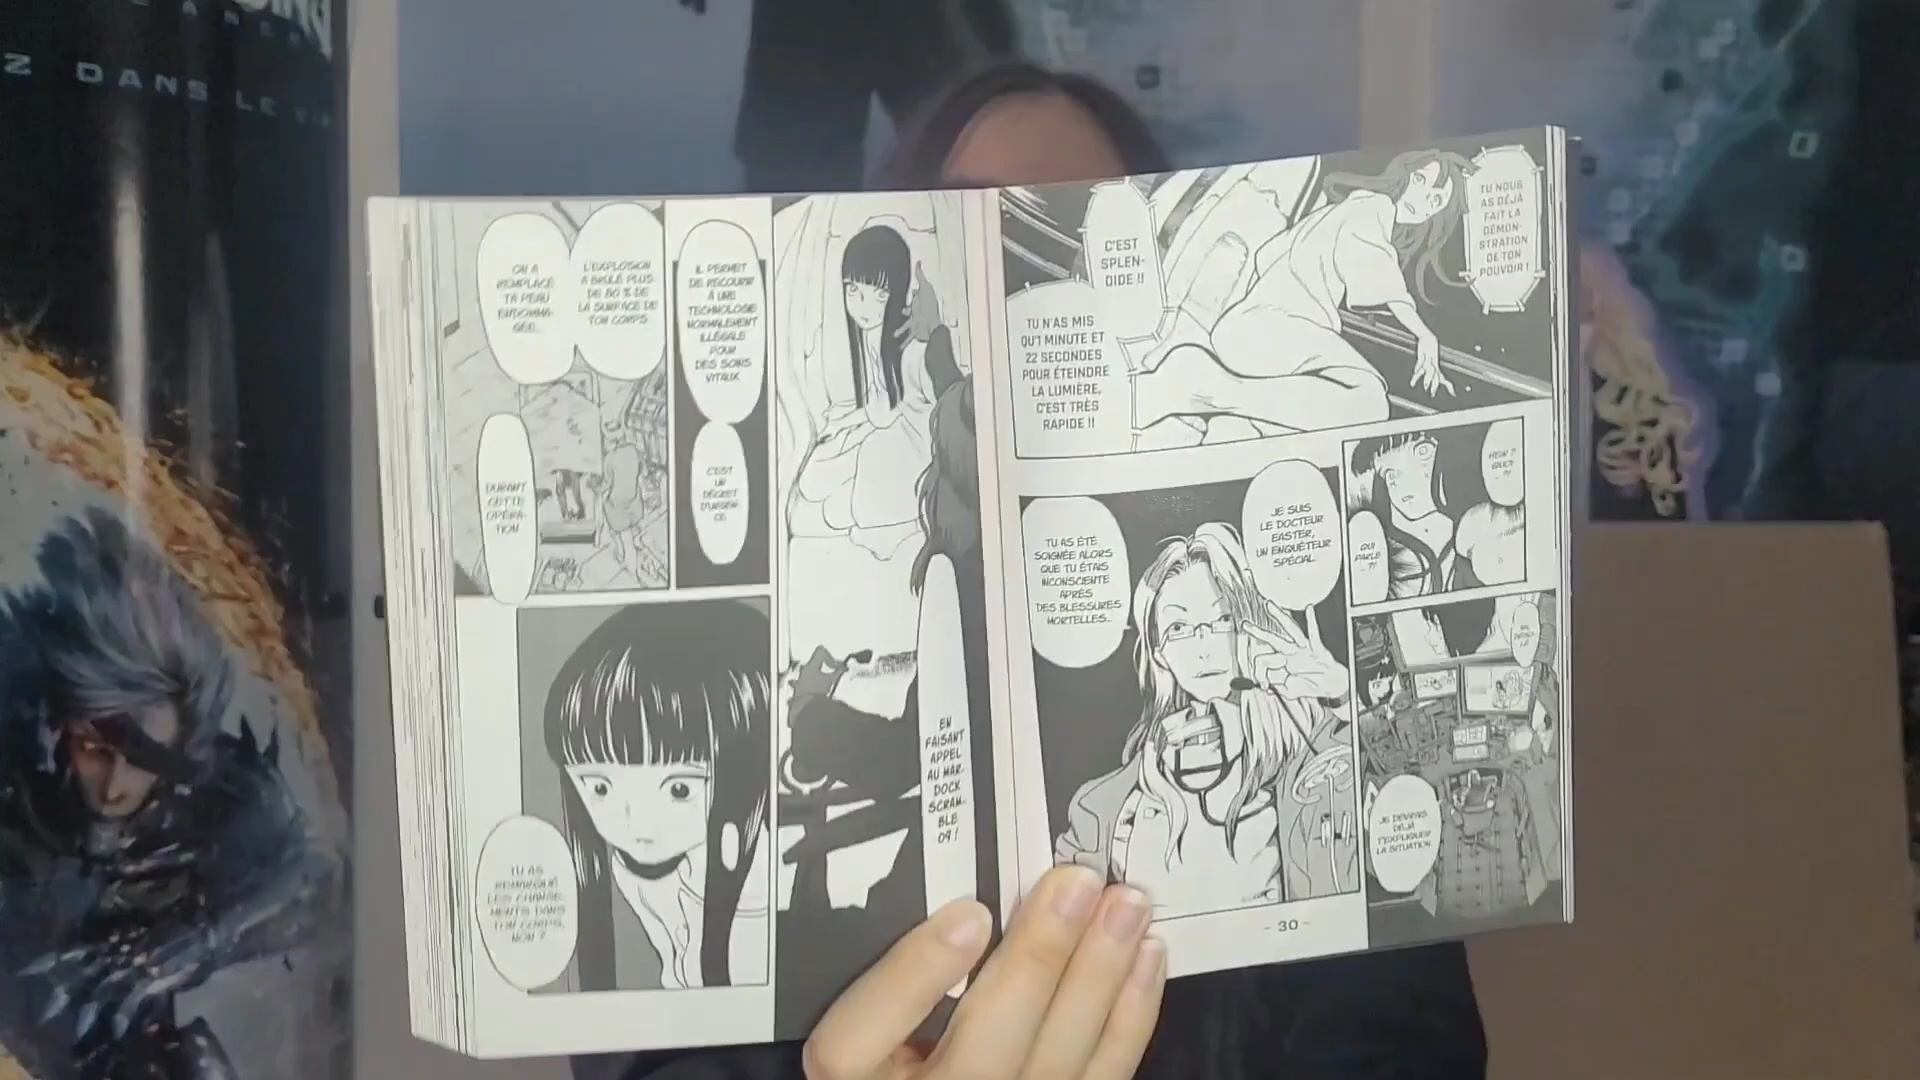 Z DANS LE
TU NOUS
AS DÉJÀ
FAIT LA
DÉMON-
STRATION
DE TON
POUVOIR !
C'EST
SPLEN-
DIDE !!
TU N'AS MIS
QU'1 MINUTE ET
22 SECONDES
POUR ÉTEINDRE
LA LUMIÈRE,
C'EST TRÈS
RAPIDE !!
HEIN ?
QUOI
?!
QUI
PARLE
?!
JE DEVRAIS
DÉJÀ
T'EXPLIQUER
LA SITUATION
JE SUIS
LE DOCTEUR
EASTER,
UN ENQUÊTEUR
SPÉCIAL
TU AS ÉTÉ
SOIGNÉE ALORS
QUE TU ÉTAIS
INCONSCIENTE
APRÈS
DES BLESSURES
MORTELLES...
- 30 -
EN
FAISANT
APPEL
AU MAR-
DOCK
SCRAM-
BLE
09 !
IL PERMET
DE RECOURIR
À UNE
TECHNOLOGIE
NORMALEMENT
ILLÉGALE
POUR
DES SOINS
VITAUX
C'EST
UN
DÉCRET
D'URGEN-
CE
L'EXPLOSION
A BRÛLÉ PLUS
DE 80 % DE
LA SURFACE DE
TON CORPS
ON A
REMPLACÉ
TA PEAU
ENDOMMA-
GÉE...
DURANT
CETTE
OPÉRA-
TION
TU AS
REMARQUÉ
LES CHANGE-
MENTS DANS
TON CORPS,
NON ?